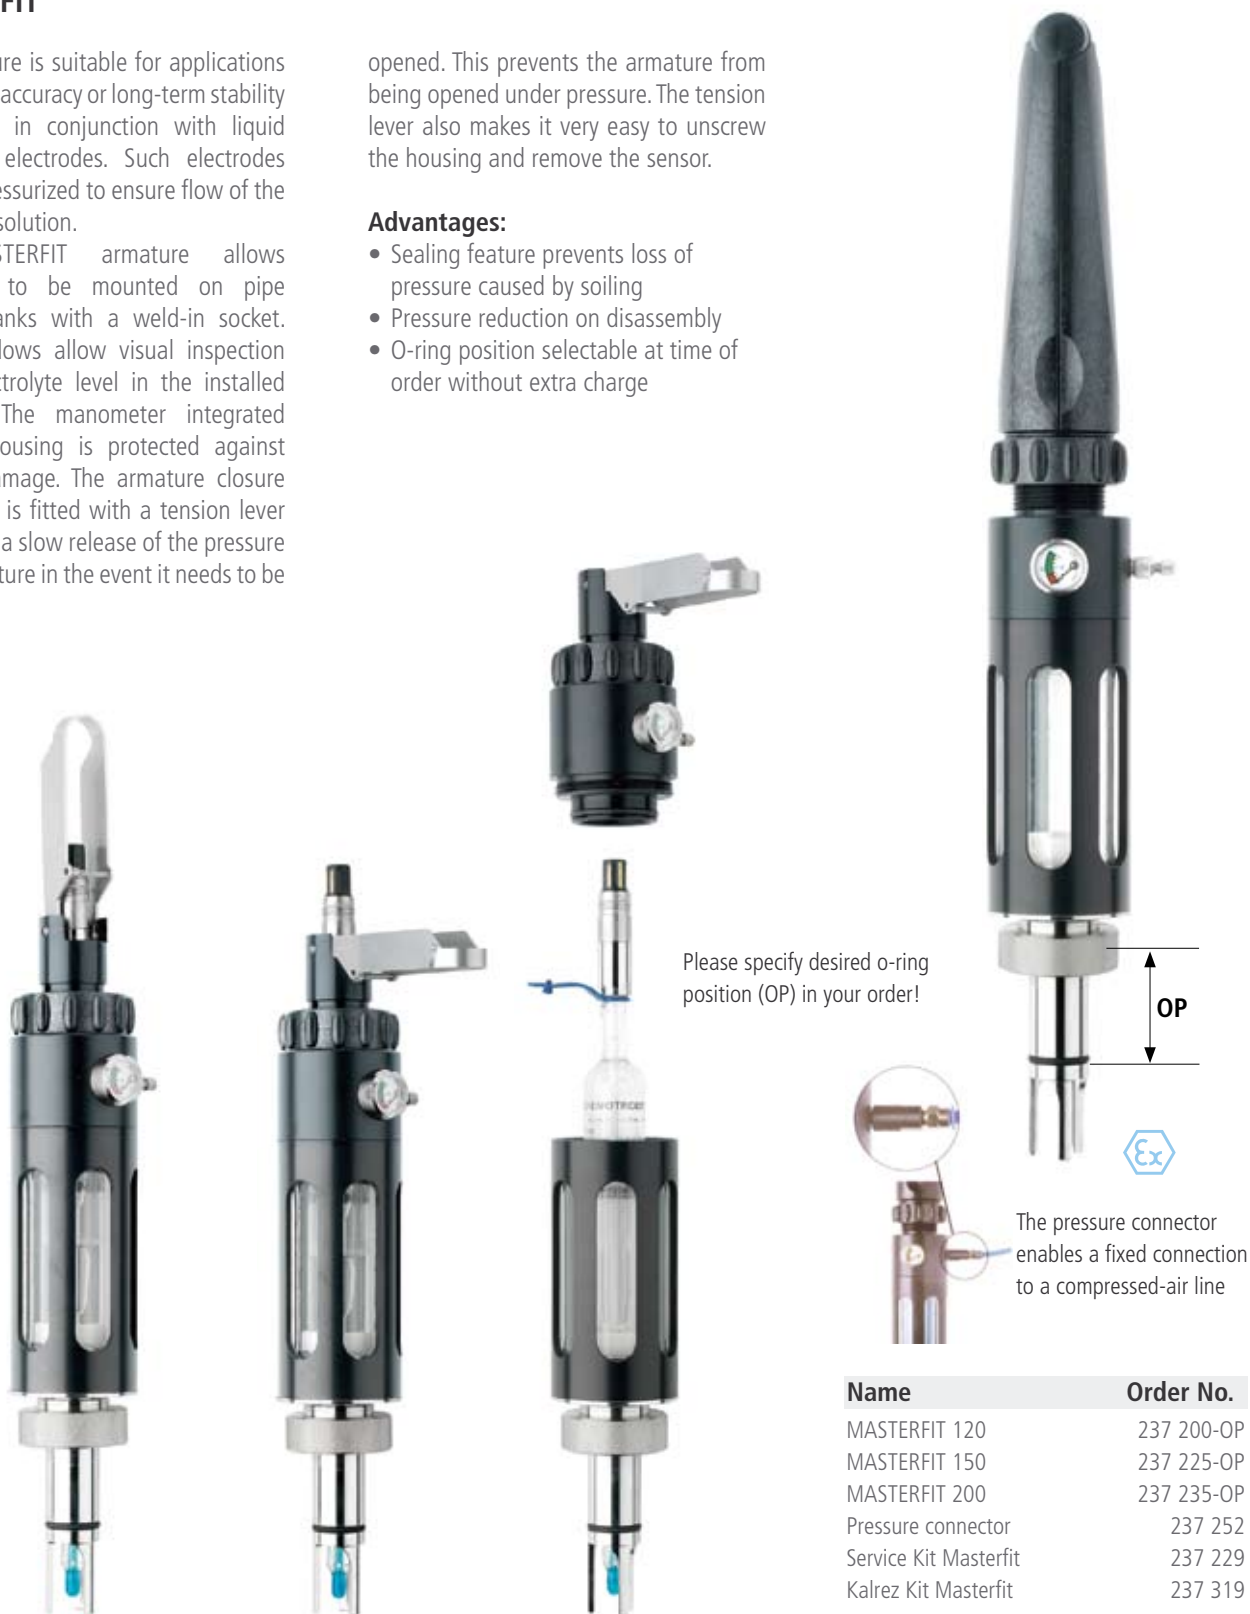 FIT
is suitable for applications
accuracy or long-term stability
in conjunction with liquid
electrodes. Such electrodes
to ensure flow of the
solution.
armature allows
to be mounted on pipe
with a weld-in socket.
allow visual inspection
level in the installed
The manometer integrated
is protected against
The armature closure
is fitted with a tension lever
a slow release of the pressure
in the event it needs to be
opened. This prevents the armature from
being opened under pressure. The tension
lever also makes it very easy to unscrew
the housing and remove the sensor.
Advantages:
• Sealing feature prevents loss of
pressure caused by soiling
• Pressure reduction on disassembly
• O-ring position selectable at time of
order without extra charge
Please specify desired o-ring
position (OP) in your order!
OP
Ex
The pressure connector
enables a fixed connection
to a compressed-air line
Name Order No.
MASTERFIT 120 237 200-OP
MASTERFIT 150 237 225-OP
MASTERFIT 200 237 235-OP
Pressure connector 237 252
Service Kit Masterfit 237 229
Kalrez Kit Masterfit 237 319